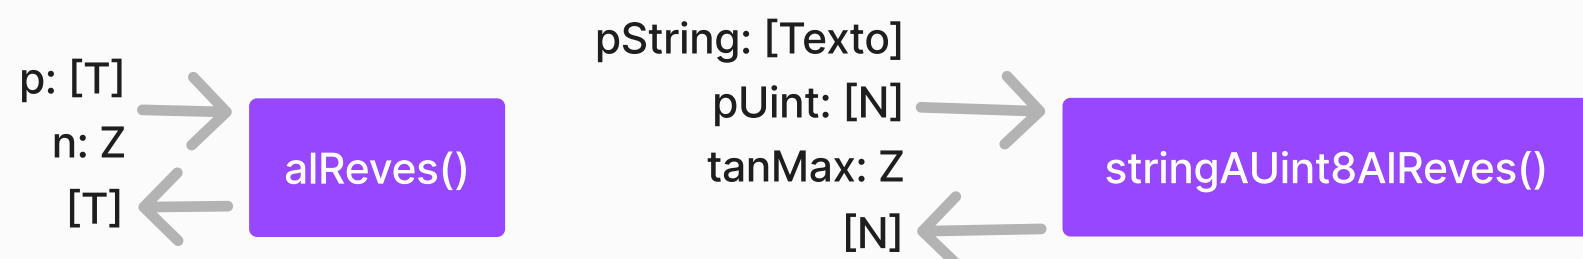 p: [T]
n: Z
[T]
alReves()
pString: [Texto]
pUint: [N]
tanMax: Z
[N]
stringAUint8AlReves()